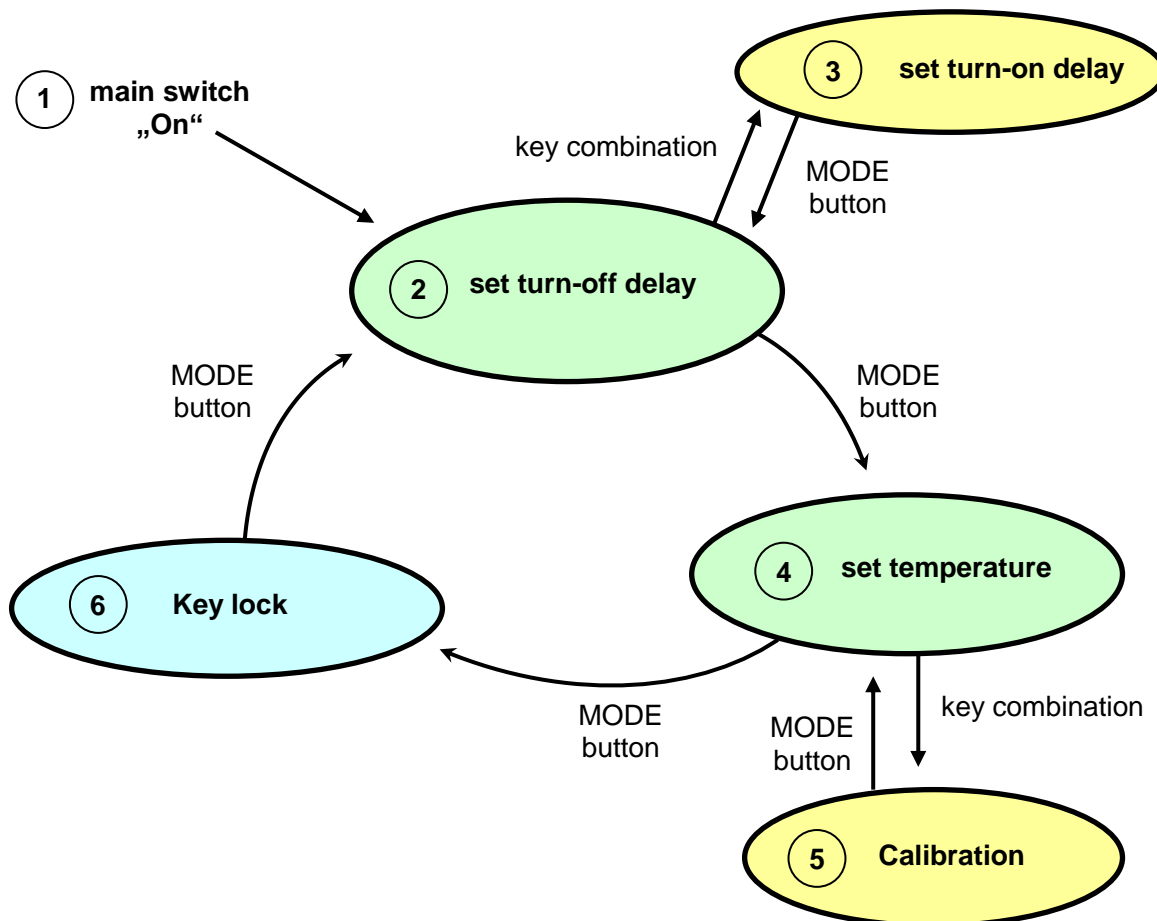 3 set turn-on delay
1 main switch
„On“
key combination
MODE
button
2 set turn-off delay
MODE
button
MODE
button
4 set temperature
6 Key lock
MODE
button
key combination
MODE
button
5 Calibration